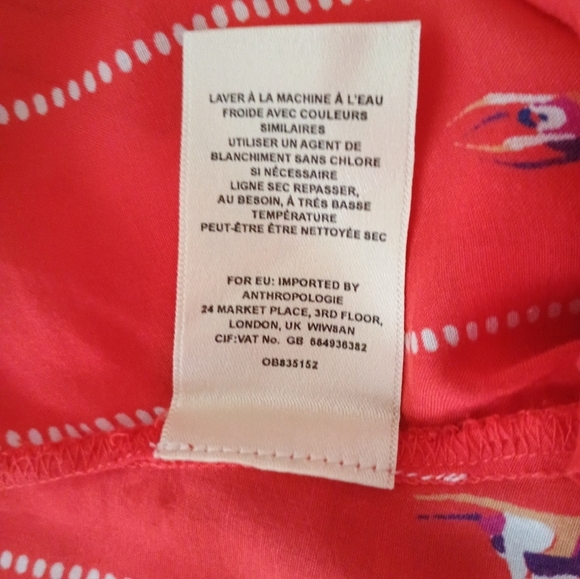 LAVER À LA MACHINE À L'EAU
FROIDE AVEC COULEURS
SIMILAIRES
UTILISER UN AGENT DE
BLANCHIMENT SANS CHLORE
SI NÉCESSAIRE
LIGNE SEC REPASSER,
AU BESOIN, À TRÉS BASSE
TEMPÉRATURE
PEUT-ÊTRE ÊTRE NETTOYÉE SEC
FOR EU: IMPORTED BY
ANTHROPOLOGIE
24 MARKET PLACE, 3RD FLOOR,
LONDON, UK WIW8AN
CIF:VAT No. GB 684936382
OB835152